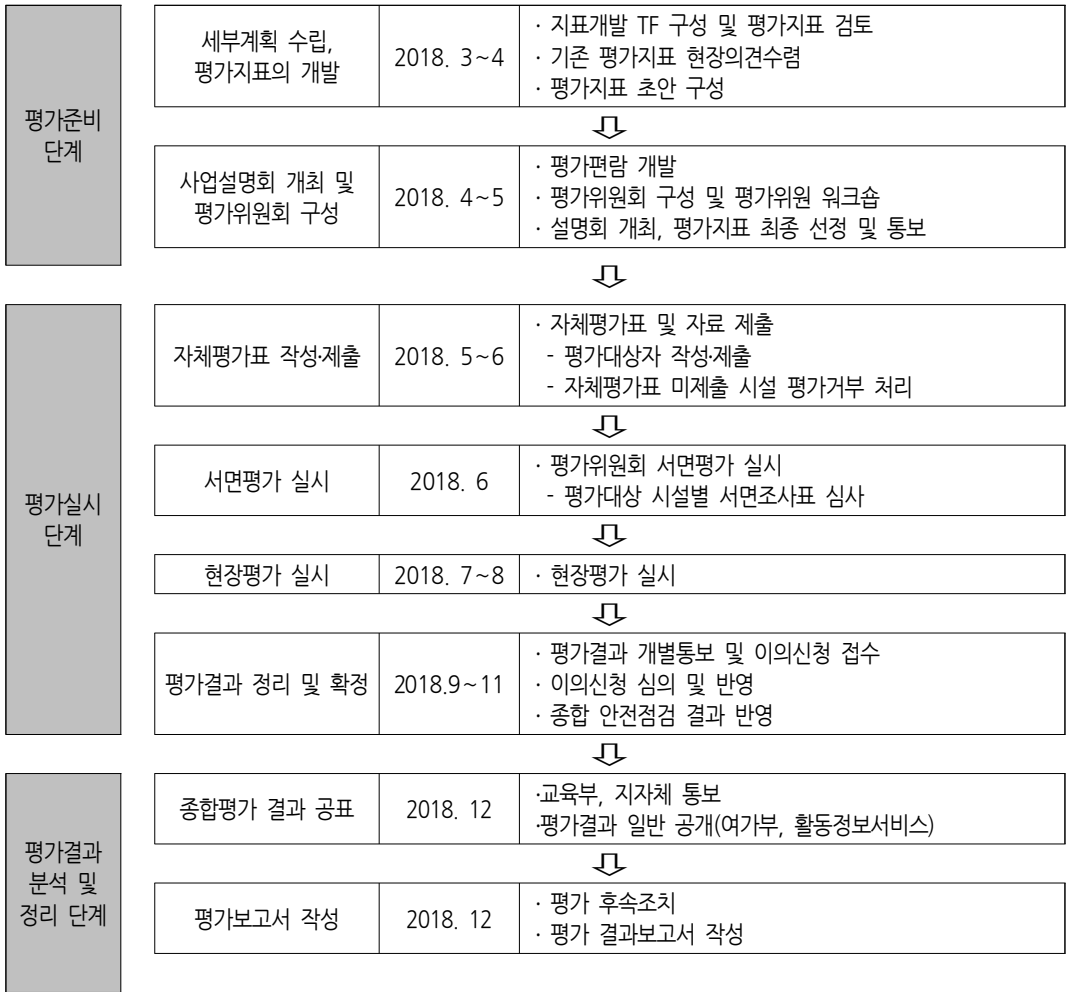 평가준비
단계
세부계획 수립,
평가지표의 개발
2018. 3~4
· 지표개발 TF 구성 및 평가지표 검토
· 기존 평가지표 현장의견수렴
· 평가지표 초안 구성
사업설명회 개최 및
평가위원회 구성
2018. 4~5
· 평가편람 개발
· 평가위원회 구성 및 평가위원 워크숍
· 설명회 개최, 평가지표 최종 선정 및 통보
평가실시
단계
자체평가표 작성·제출
2018. 5~6
· 자체평가표 및 자료 제출
- 평가대상자 작성·제출
- 자체평가표 미제출 시설 평가거부 처리
서면평가 실시
2018. 6
· 평가위원회 서면평가 실시
- 평가대상 시설별 서면조사표 심사
현장평가 실시
2018. 7~8
· 현장평가 실시
평가결과 정리 및 확정
2018.9~11
· 평가결과 개별통보 및 이의신청 접수
· 이의신청 심의 및 반영
· 종합 안전점검 결과 반영
평가결과
분석 및
정리 단계
종합평가 결과 공표
2018. 12
·교육부, 지자체 통보
·평가결과 일반 공개(여가부, 활동정보서비스)
평가보고서 작성
2018. 12
· 평가 후속조치
· 평가 결과보고서 작성